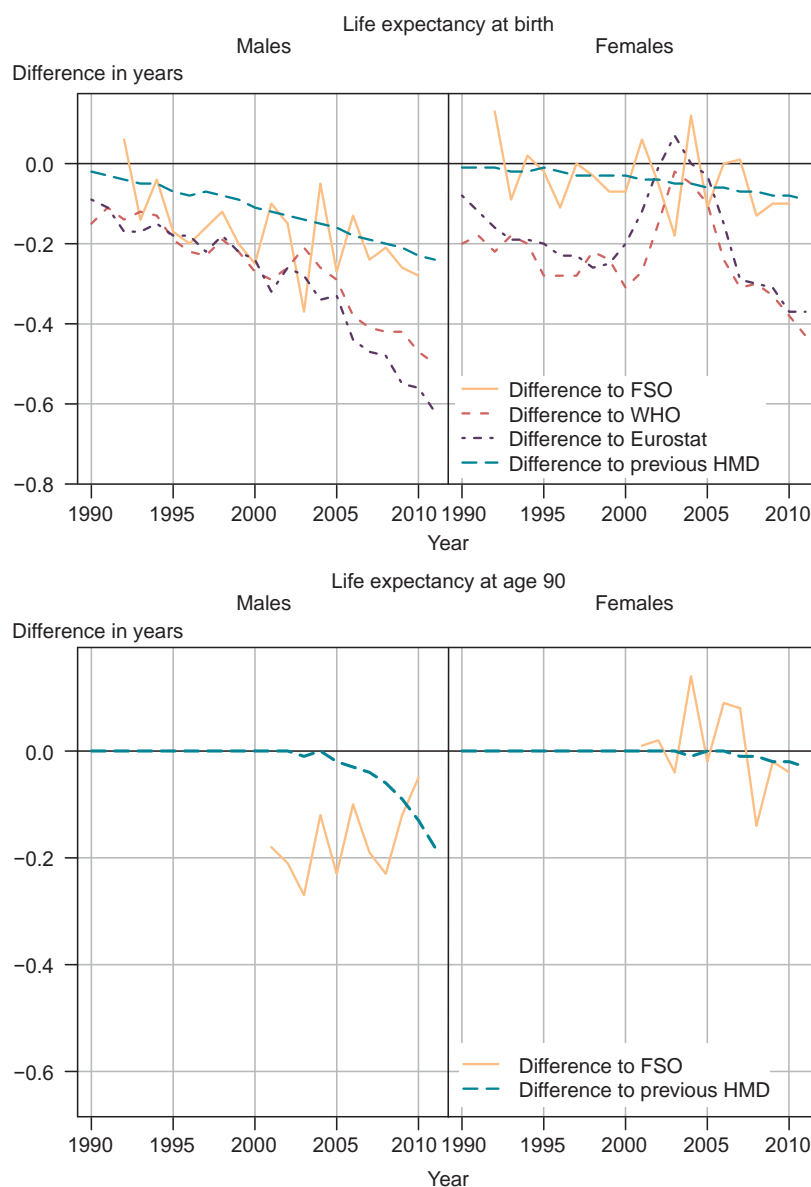 Life expectancy at birth
Males Females
Difference in years
0.0
−0.2
−0.4
−0.6
−0.8
Difference to FSO
Difference to WHO
Difference to Eurostat
Difference to previous HMD
1990 1995 2000 2005 2010 1990 1995 2000 2005 2010
Year
Life expectancy at age 90
Males Females
Difference in years
0.0
−0.2
−0.4
−0.6
Difference to FSO
Difference to previous HMD
1990 1995 2000 2005 2010 1990 1995 2000 2005 2010
Year